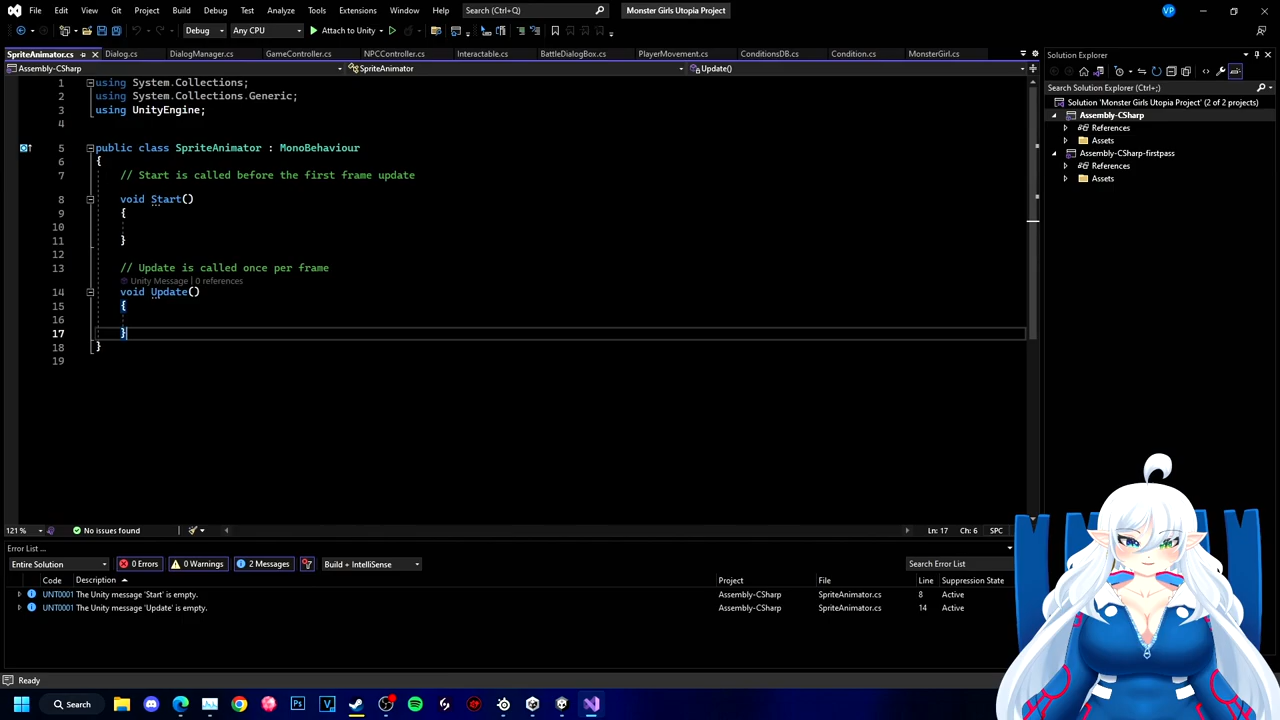 File Edit View Git Project Build Debug Test Analyze Tools Extensions Window Help Search (Ctrl+Q) Monster Girls Utopia Project VP
Debug Any CPU Attach to Unity
SpriteAnimator.cs Dialog.cs DialogManager.cs GameController.cs NPCController.cs Interactable.cs BattleDialogBox.cs PlayerMovement.cs ConditionsDB.cs Condition.cs MonsterGirl.cs
Assembly-CSharp SpriteAnimator Update()
1 using System.Collections;
2 using System.Collections.Generic;
3 using UnityEngine;
4
5 public class SpriteAnimator : MonoBehaviour
6 {
7 // Start is called before the first frame update
8 void Start()
9 {
10
11 }
12
13 // Update is called once per frame
Unity Message | 0 references
14 void Update()
15 {
16
17 }
18 }
19
121 % No issues found Ln: 17 Ch: 6 SPC
Solution Explorer
Search Solution Explorer (Ctrl+;)
Solution 'Monster Girls Utopia Project' (2 of 2 projects)
Assembly-CSharp
References
Assets
Assembly-CSharp-firstpass
References
Assets
Error List ...
Entire Solution 0 Errors 0 Warnings 2 Messages Build + IntelliSense Search Error List
Code Description Project File Line Suppression State
UNT0001 The Unity message 'Start' is empty. Assembly-CSharp SpriteAnimator.cs 8 Active
UNT0001 The Unity message 'Update' is empty. Assembly-CSharp SpriteAnimator.cs 14 Active
Ready
Search
Ps V